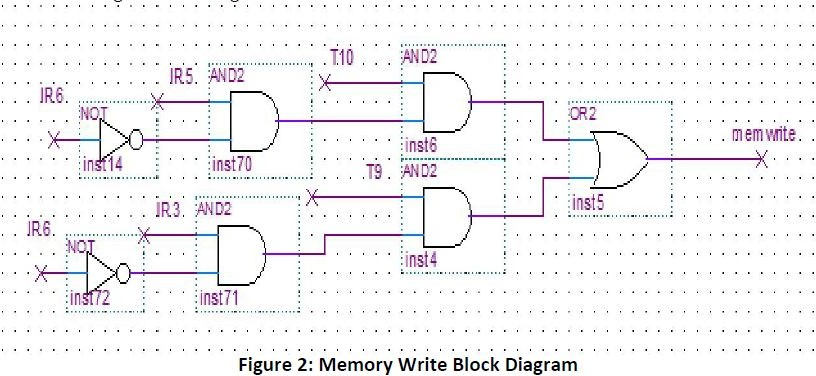 T10
AND2
IR5
AND2
IR6
NOT
OR2
mem write
inst14
inst70
inst6
T9
AND2
IR3
AND2
inst5
IR6
NOT
inst4
inst72
inst71
Figure 2: Memory Write Block Diagram